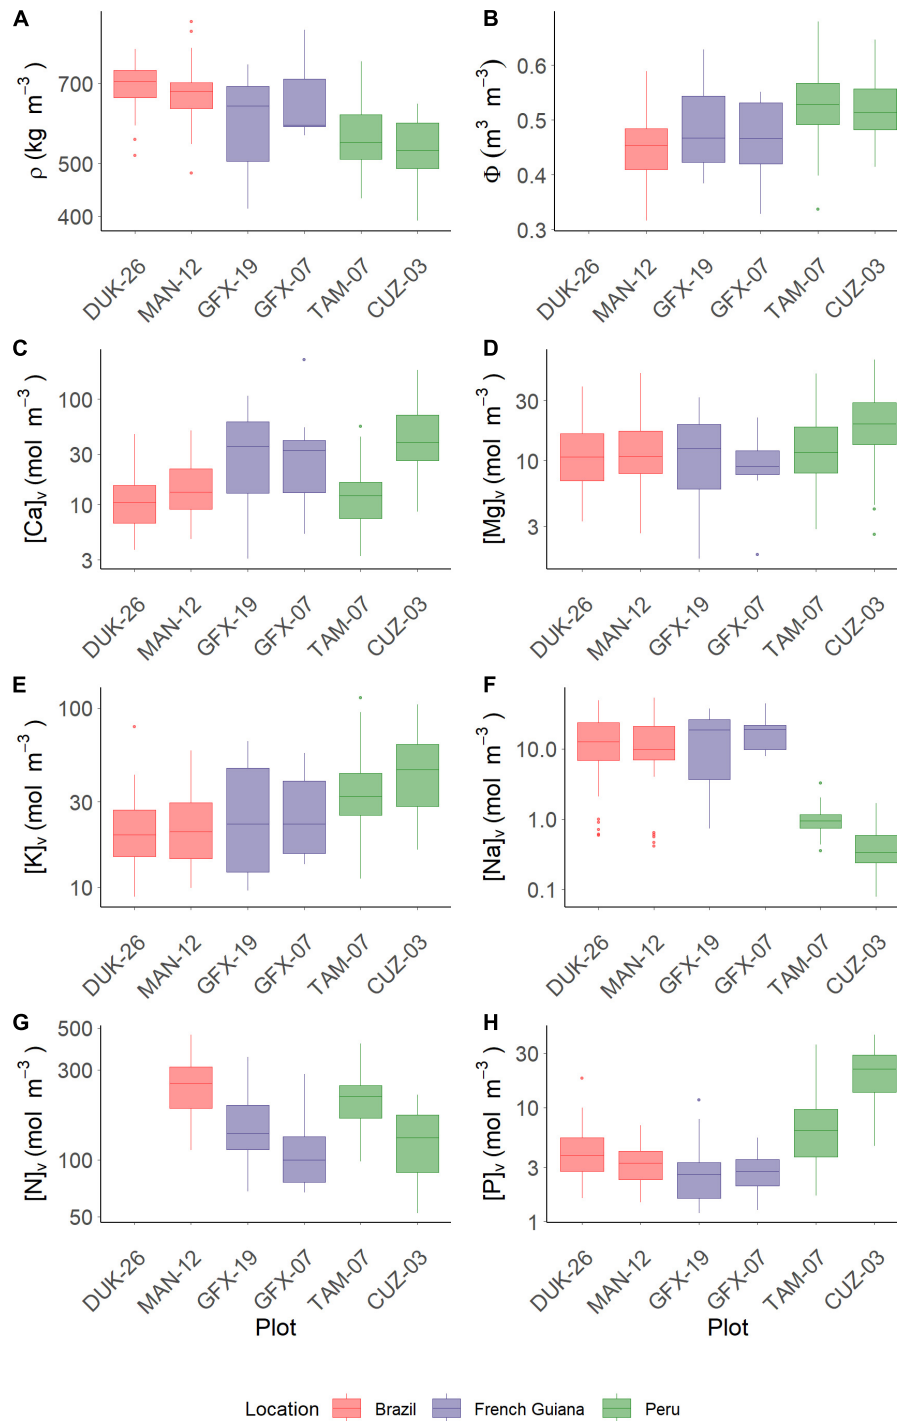 A
ρ (kg m⁻³)
700
500
400
DUK-26 MAN-12 GFX-19 GFX-07 TAM-07 CUZ-03
B
Φ (m³ m⁻³)
0.6
0.5
0.4
0.3
DUK-26 MAN-12 GFX-19 GFX-07 TAM-07 CUZ-03
C
[Ca]ᵥ (mol m⁻³)
100
30
10
3
DUK-26 MAN-12 GFX-19 GFX-07 TAM-07 CUZ-03
D
[Mg]ᵥ (mol m⁻³)
30
10
3
DUK-26 MAN-12 GFX-19 GFX-07 TAM-07 CUZ-03
E
[K]ᵥ (mol m⁻³)
100
30
10
DUK-26 MAN-12 GFX-19 GFX-07 TAM-07 CUZ-03
F
[Na]ᵥ (mol m⁻³)
10.0
1.0
0.1
DUK-26 MAN-12 GFX-19 GFX-07 TAM-07 CUZ-03
G
[N]ᵥ (mol m⁻³)
500
300
100
50
DUK-26 MAN-12 GFX-19 GFX-07 TAM-07 CUZ-03
Plot
H
[P]ᵥ (mol m⁻³)
30
10
3
1
DUK-26 MAN-12 GFX-19 GFX-07 TAM-07 CUZ-03
Plot
Location Brazil French Guiana Peru